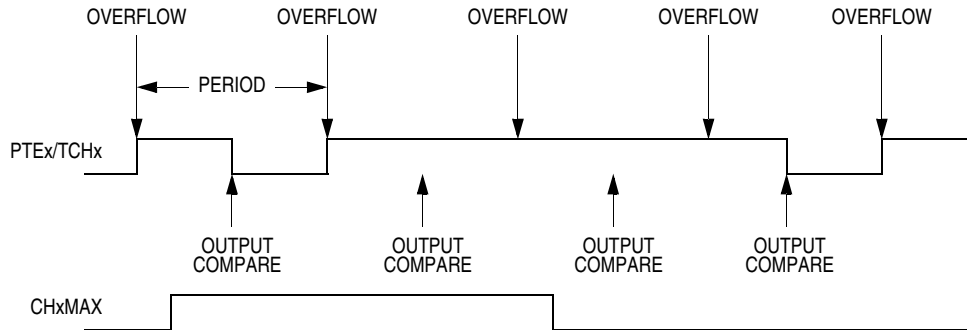 OVERFLOW OVERFLOW OVERFLOW OVERFLOW OVERFLOW
PERIOD
PTEx/TCHx
OUTPUT
COMPARE
OUTPUT
COMPARE
OUTPUT
COMPARE
OUTPUT
COMPARE
CHxMAX